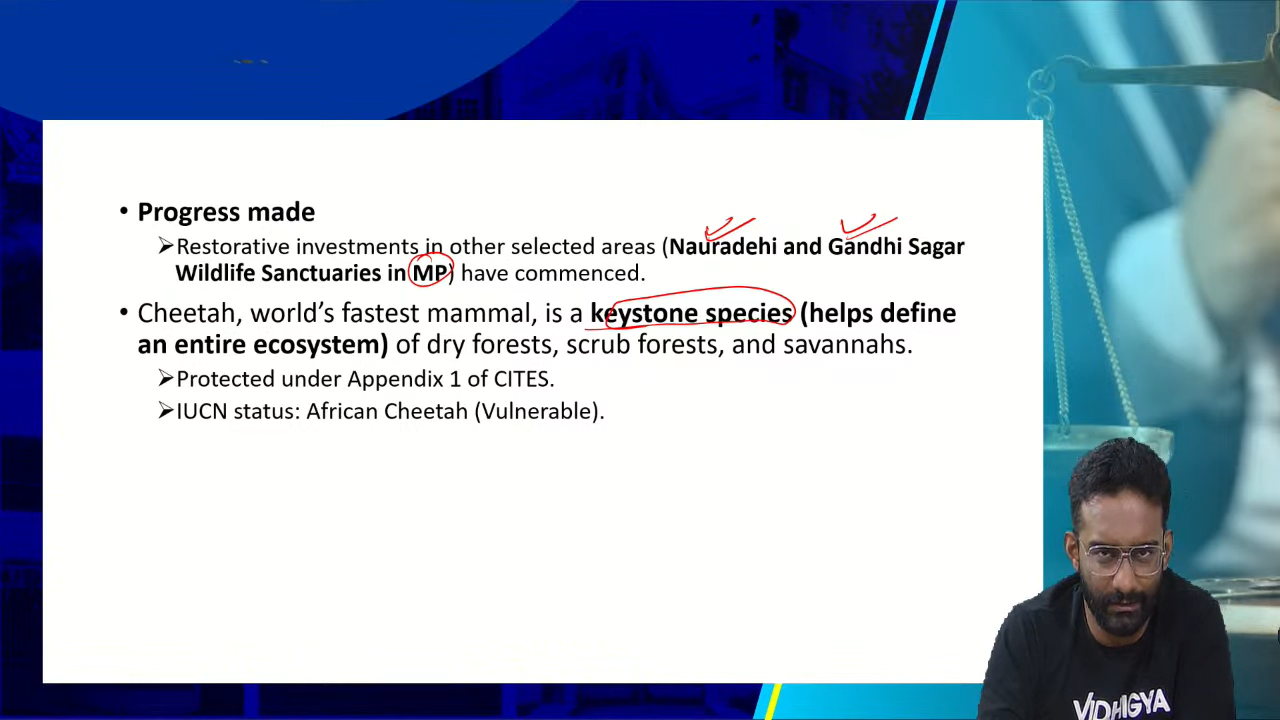 • Progress made
➢Restorative investments in other selected areas (Nauradehi and Gandhi Sagar
Wildlife Sanctuaries in MP) have commenced.
• Cheetah, world’s fastest mammal, is a keystone species (helps define
an entire ecosystem) of dry forests, scrub forests, and savannahs.
➢Protected under Appendix 1 of CITES.
➢IUCN status: African Cheetah (Vulnerable).
VIDHIGYA